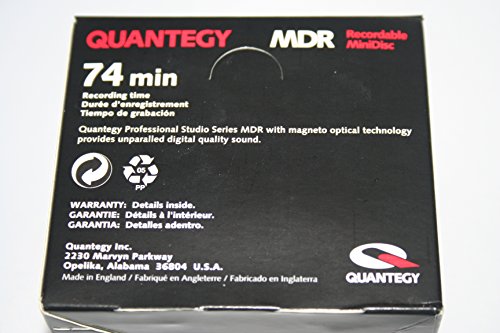 QUANTEGY MDR Recordable MiniDisc
74 min
Recording time
Durée d'enregistrement
Tiempo de grabación
Quantegy Professional Studio Series MDR with magneto optical technology
provides unparalled digital quality sound.
05
PP
WARRANTY: Details inside.
GARANTIE: Détails à l'intérieur.
GARANTIA: Detalles adentro.
Quantegy Inc.
2230 Marvyn Parkway
Opelika, Alabama 36804 U.S.A.
Made in England / Fabriqué en Angleterre / Fabricado en Inglaterra
QUANTEGY